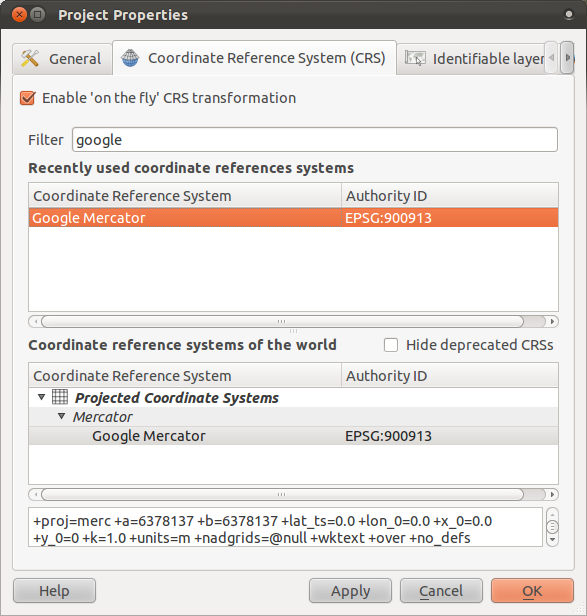 Project Properties
General
Coordinate Reference System (CRS)
Identifiable layer
Enable 'on the fly' CRS transformation
Filter google
Recently used coordinate references systems
Coordinate Reference System Authority ID
Google Mercator EPSG:900913
Coordinate reference systems of the world Hide deprecated CRSs
Coordinate Reference System Authority ID
Projected Coordinate Systems
Mercator
Google Mercator EPSG:900913
+proj=merc +a=6378137 +b=6378137 +lat_ts=0.0 +lon_0=0.0 +x_0=0.0
+y_0=0 +k=1.0 +units=m +nadgrids=@null +wktext +over +no_defs
Help Apply Cancel OK